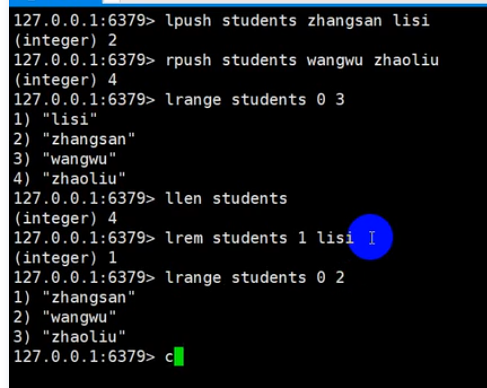 127.0.0.1:6379> lpush students zhangsan lisi
(integer) 2
127.0.0.1:6379> rpush students wangwu zhaoliu
(integer) 4
127.0.0.1:6379> lrange students 0 3
1) "lisi"
2) "zhangsan"
3) "wangwu"
4) "zhaoliu"
127.0.0.1:6379> llen students
(integer) 4
127.0.0.1:6379> lrem students 1 lisi
(integer) 1
127.0.0.1:6379> lrange students 0 2
1) "zhangsan"
2) "wangwu"
3) "zhaoliu"
127.0.0.1:6379> c